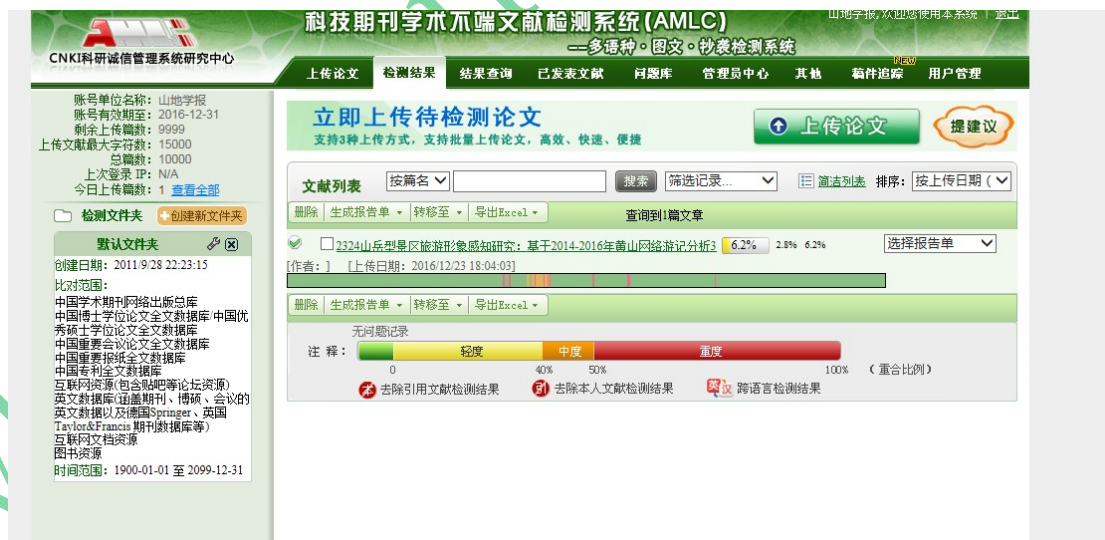 科技期刊学术不端文献检测系统(AMLC)
山地学报,欢迎您使用本系统 | 退出
——多语种·图文·抄袭检测系统
CNKI科研诚信管理系统研究中心
NEW
上传论文 检测结果 结果查询 已发表文献 问题库 管理员中心 其他 稿件追踪 用户管理
账号单位名称：山地学报
账号有效期至：2016-12-31
剩余上传篇数：9999
上传文献最大字符数：15000
总篇数：10000
上次登录 IP：N/A
今日上传篇数：1 查看全部
检测文件夹 创建新文件夹
默认文件夹
创建日期：2011/9/28 22:23:15
比对范围：
中国学术期刊网络出版总库
中国博士学位论文全文数据库/中国优
秀硕士学位论文全文数据库
中国重要会议论文全文数据库
中国重要报纸全文数据库
中国专利全文数据库
互联网资源(包含贴吧等论坛资源)
英文数据库(涵盖期刊、博硕、会议的
英文数据以及德国Springer、英国
Taylor&Francis 期刊数据库等)
互联网文档资源
图书资源
时间范围：1900-01-01 至 2099-12-31
立即上传待检测论文
支持3种上传方式，支持批量上传论文，高效、快速、便捷
上传论文
提建议
文献列表 按篇名 搜索 筛选记录... 简洁列表 排序：按上传日期 (
删除 生成报告单 转移至 导出Excel 查询到1篇文章
2324山岳型景区旅游形象感知研究：基于2014-2016年黄山网络游记分析3 6.2% 2.8% 6.2% 选择报告单
[作者：] [上传日期：2016/12/23 18:04:03]
删除 生成报告单 转移至 导出Excel
无问题记录
注 释： 轻度 中度 重度
0 40% 50% 100% （重合比例）
去除引用文献检测结果 去除本人文献检测结果 跨语言检测结果